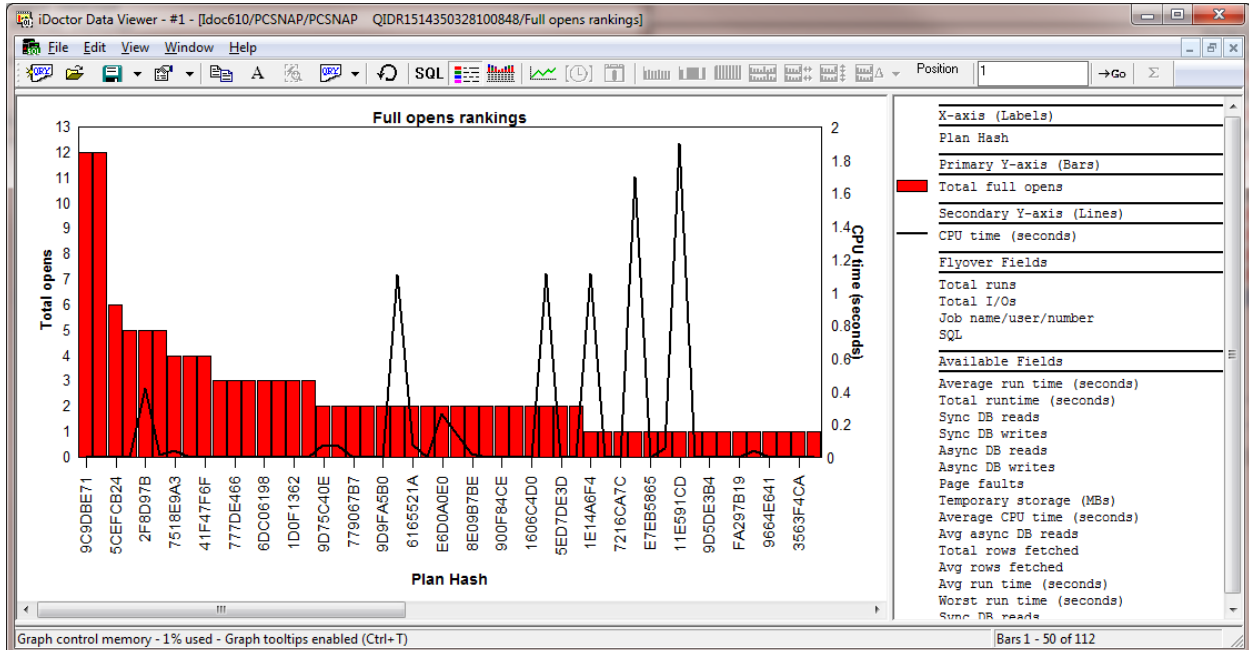 iDoctor Data Viewer - #1 - [Idoc610/PCSNAP/PCSNAP QIDR1514350328100848/Full opens rankings]
File Edit View Window Help
QRY A QRY SQL Position 1 →Go Σ
Full opens rankings
13
12
11
10
9
8
7
6
5
4
3
2
1
0
Total opens
2
1.8
1.6
1.4
1.2
1
0.8
0.6
0.4
0.2
0
CPU time (seconds)
9C9DBE71
5CEFCB24
2F8D97B
7518E9A3
41F47F6F
777DE466
6DC06198
1D0F1362
9D75C40E
779067B7
9D9FA5B0
6165521A
E6D0A0E0
8E09B7BE
900F84CE
1606C4D0
5ED7DE3D
1E14A6F4
7216CA7C
E7EB5865
11E591CD
9D5DE3B4
FA297B19
9664E641
3563F4CA
Plan Hash
X-axis (Labels)
Plan Hash
Primary Y-axis (Bars)
Total full opens
Secondary Y-axis (Lines)
CPU time (seconds)
Flyover Fields
Total runs
Total I/Os
Job name/user/number
SQL
Available Fields
Average run time (seconds)
Total runtime (seconds)
Sync DB reads
Sync DB writes
Async DB reads
Async DB writes
Page faults
Temporary storage (MBs)
Average CPU time (seconds)
Avg async DB reads
Total rows fetched
Avg rows fetched
Avg run time (seconds)
Worst run time (seconds)
Sync DB reads
Graph control memory - 1% used - Graph tooltips enabled (Ctrl+T)
Bars 1 - 50 of 112